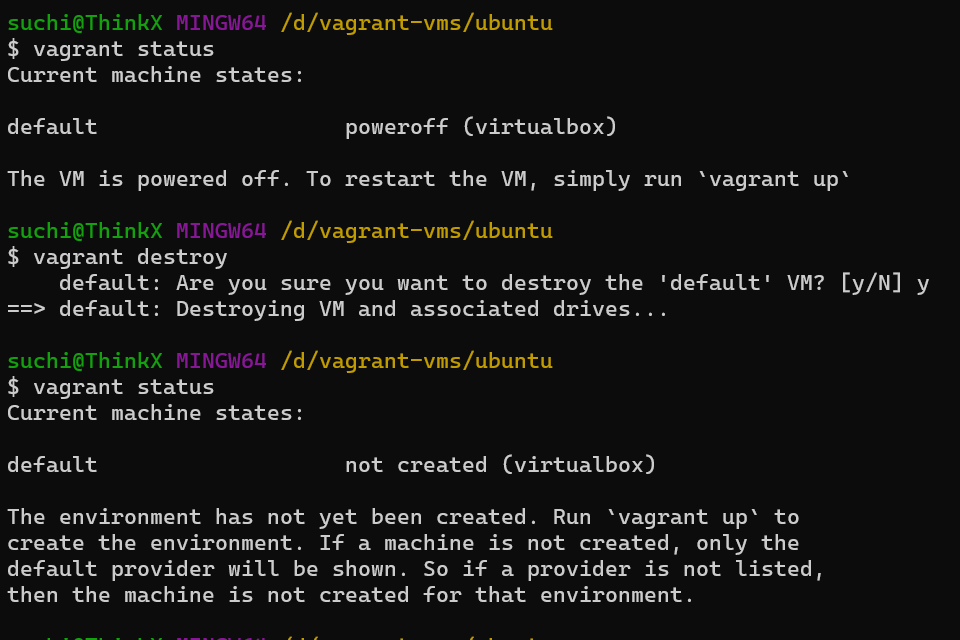 suchi@ThinkX MINGW64 /d/vagrant-vms/ubuntu
$ vagrant status
Current machine states:
default                   poweroff (virtualbox)
The VM is powered off. To restart the VM, simply run `vagrant up`
suchi@ThinkX MINGW64 /d/vagrant-vms/ubuntu
$ vagrant destroy
    default: Are you sure you want to destroy the 'default' VM? [y/N] y
==> default: Destroying VM and associated drives...
suchi@ThinkX MINGW64 /d/vagrant-vms/ubuntu
$ vagrant status
Current machine states:
default                   not created (virtualbox)
The environment has not yet been created. Run `vagrant up` to
create the environment. If a machine is not created, only the
default provider will be shown. So if a provider is not listed,
then the machine is not created for that environment.